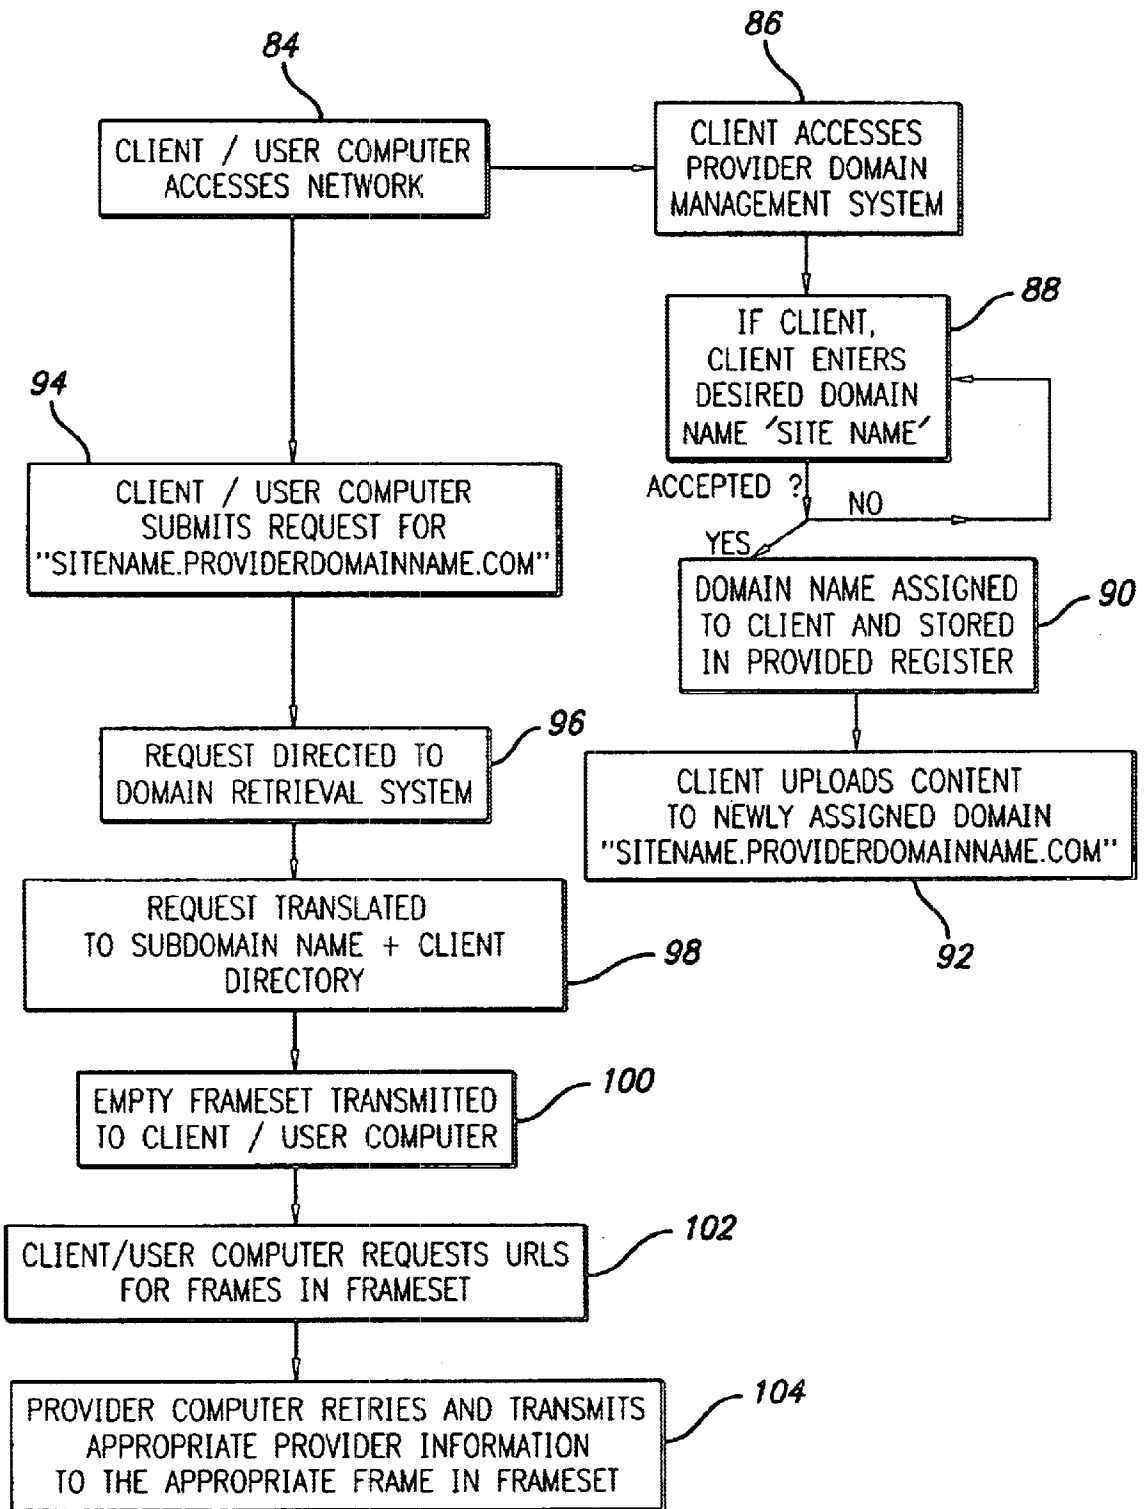 84
CLIENT / USER COMPUTER
ACCESSES NETWORK
86
CLIENT ACCESSES
PROVIDER DOMAIN
MANAGEMENT SYSTEM
88
IF CLIENT,
CLIENT ENTERS
DESIRED DOMAIN
NAME 'SITE NAME'
ACCEPTED ?
NO
YES
90
DOMAIN NAME ASSIGNED
TO CLIENT AND STORED
IN PROVIDED REGISTER
CLIENT UPLOADS CONTENT
TO NEWLY ASSIGNED DOMAIN
"SITENAME.PROVIDERDOMAINNAME.COM"
92
94
CLIENT / USER COMPUTER
SUBMITS REQUEST FOR
"SITENAME.PROVIDERDOMAINNAME.COM"
96
REQUEST DIRECTED TO
DOMAIN RETRIEVAL SYSTEM
REQUEST TRANSLATED
TO SUBDOMAIN NAME + CLIENT
DIRECTORY
98
EMPTY FRAMESET TRANSMITTED
TO CLIENT / USER COMPUTER
100
CLIENT/USER COMPUTER REQUESTS URLS
FOR FRAMES IN FRAMESET
102
PROVIDER COMPUTER RETRIES AND TRANSMITS
APPROPRIATE PROVIDER INFORMATION
TO THE APPROPRIATE FRAME IN FRAMESET
104